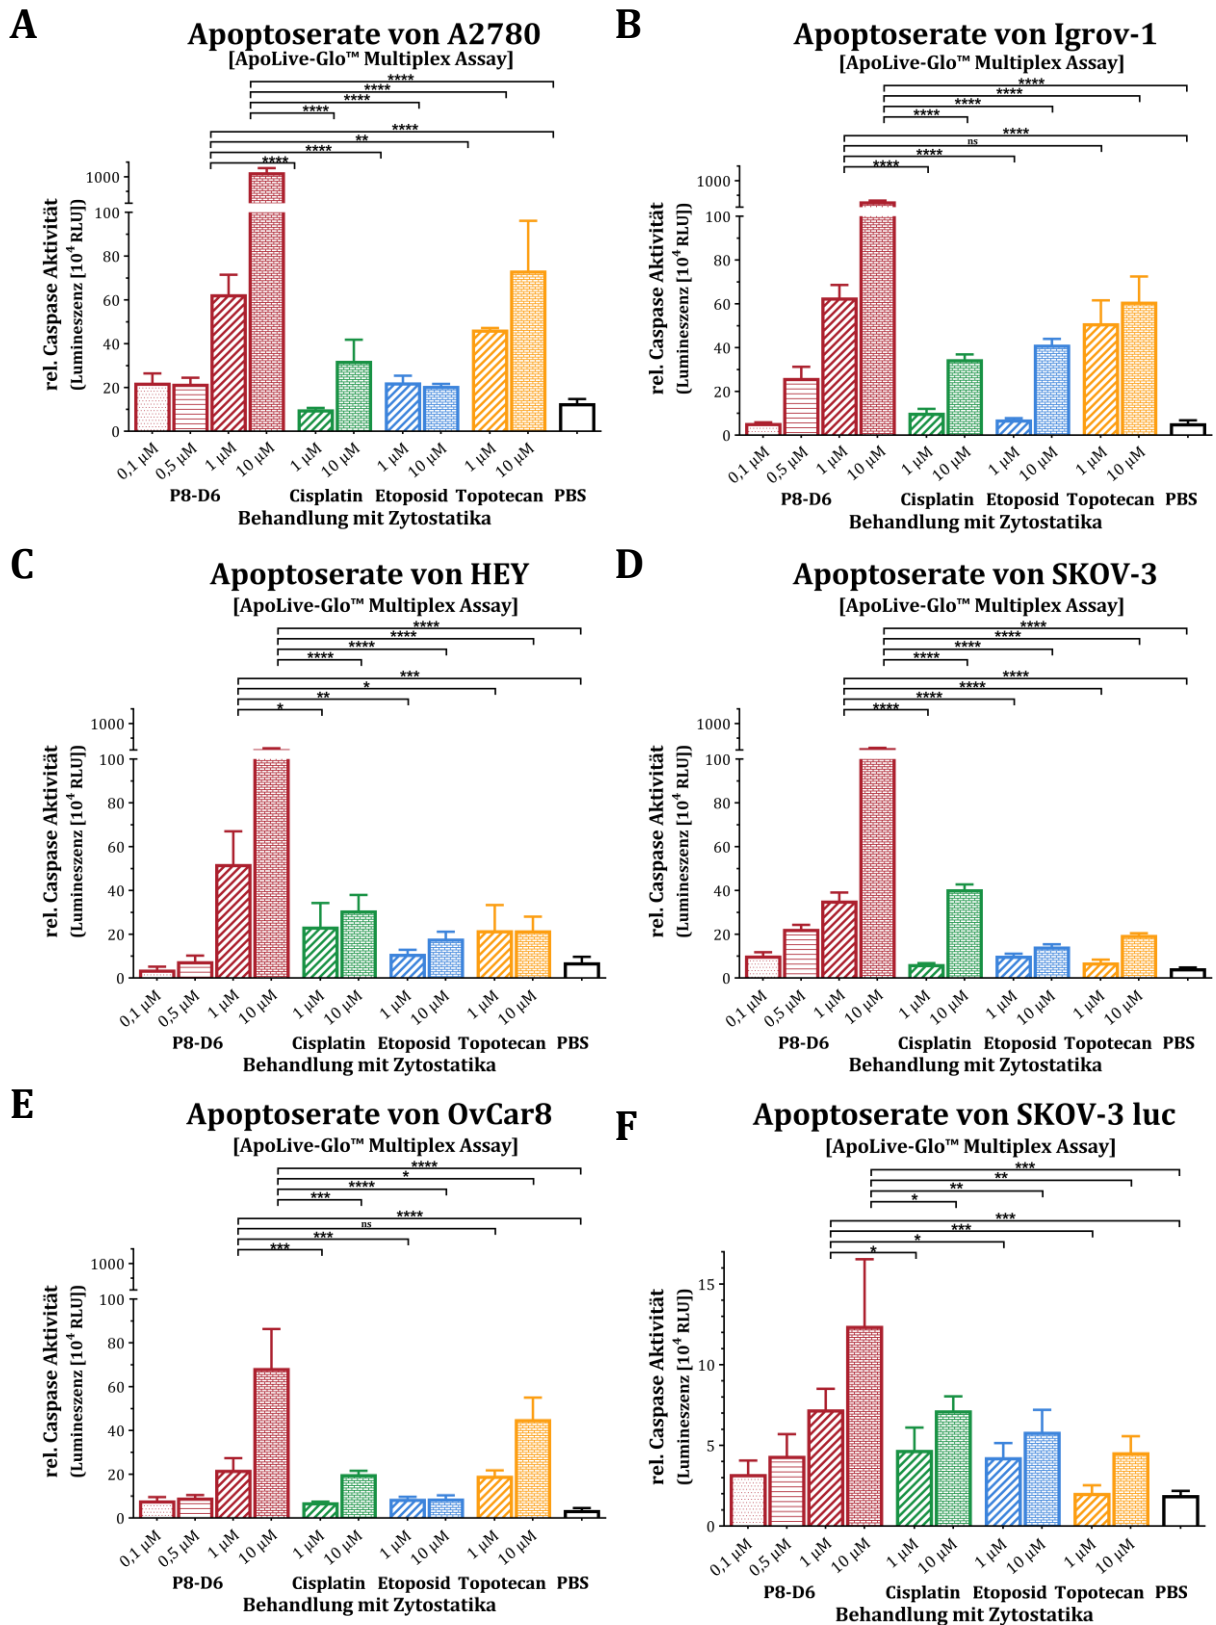 A
Apoptoserate von A2780
[ApoLive-Glo™ Multiplex Assay]
****
****
****
****
****
**
****
****
rel. Caspase Aktivität
(Lumineszenz [10⁴ RLU])
1000
100
80
60
40
20
0
0,1 µM
0,5 µM
1 µM
10 µM
1 µM
10 µM
1 µM
10 µM
1 µM
10 µM
P8-D6
Cisplatin Etoposid Topotecan PBS
Behandlung mit Zytostatika
B
Apoptoserate von Igrov-1
[ApoLive-Glo™ Multiplex Assay]
****
****
****
****
****
ns
****
****
rel. Caspase Aktivität
(Lumineszenz [10⁴ RLU])
1000
100
80
60
40
20
0
0,1 µM
0,5 µM
1 µM
10 µM
1 µM
10 µM
1 µM
10 µM
1 µM
10 µM
P8-D6
Cisplatin Etoposid Topotecan PBS
Behandlung mit Zytostatika
C
Apoptoserate von HEY
[ApoLive-Glo™ Multiplex Assay]
****
****
****
****
***
*
**
*
rel. Caspase Aktivität
(Lumineszenz [10⁴ RLU])
1000
100
80
60
40
20
0
0,1 µM
0,5 µM
1 µM
10 µM
1 µM
10 µM
1 µM
10 µM
1 µM
10 µM
P8-D6
Cisplatin Etoposid Topotecan PBS
Behandlung mit Zytostatika
D
Apoptoserate von SKOV-3
[ApoLive-Glo™ Multiplex Assay]
****
****
****
****
****
****
****
****
rel. Caspase Aktivität
(Lumineszenz [10⁴ RLU])
1000
100
80
60
40
20
0
0,1 µM
0,5 µM
1 µM
10 µM
1 µM
10 µM
1 µM
10 µM
1 µM
10 µM
P8-D6
Cisplatin Etoposid Topotecan PBS
Behandlung mit Zytostatika
E
Apoptoserate von OvCar8
[ApoLive-Glo™ Multiplex Assay]
****
*
****
***
****
ns
***
***
rel. Caspase Aktivität
(Lumineszenz [10⁴ RLU])
1000
100
80
60
40
20
0
0,1 µM
0,5 µM
1 µM
10 µM
1 µM
10 µM
1 µM
10 µM
1 µM
10 µM
P8-D6
Cisplatin Etoposid Topotecan PBS
Behandlung mit Zytostatika
F
Apoptoserate von SKOV-3 luc
[ApoLive-Glo™ Multiplex Assay]
***
**
**
*
***
***
*
*
rel. Caspase Aktivität
(Lumineszenz [10⁴ RLU])
15
10
5
0
0,1 µM
0,5 µM
1 µM
10 µM
1 µM
10 µM
1 µM
10 µM
1 µM
10 µM
P8-D6
Cisplatin Etoposid Topotecan PBS
Behandlung mit Zytostatika